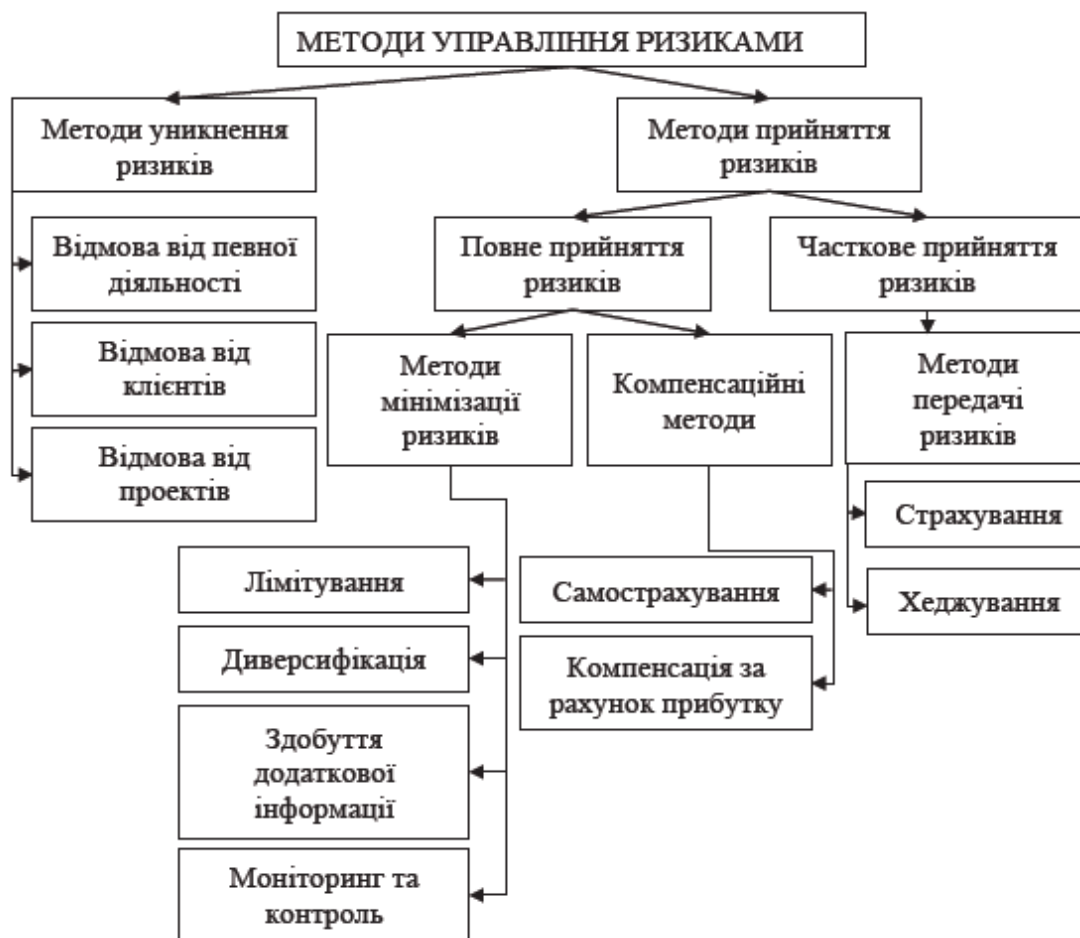 МЕТОДИ УПРАВЛІННЯ РИЗИКАМИ
Методи уникнення
ризиків
Методи прийняття
ризиків
Відмова від певної
діяльності
Відмова від
клієнтів
Відмова від
проектів
Повне прийняття
ризиків
Часткове прийняття
ризиків
Методи
мінімізації
ризиків
Компенсаційні
методи
Методи
передачі
ризиків
Лімітування
Диверсифікація
Здобуття
додаткової
інформації
Моніторинг та
контроль
Самострахування
Компенсація за
рахунок прибутку
Страхування
Хеджування